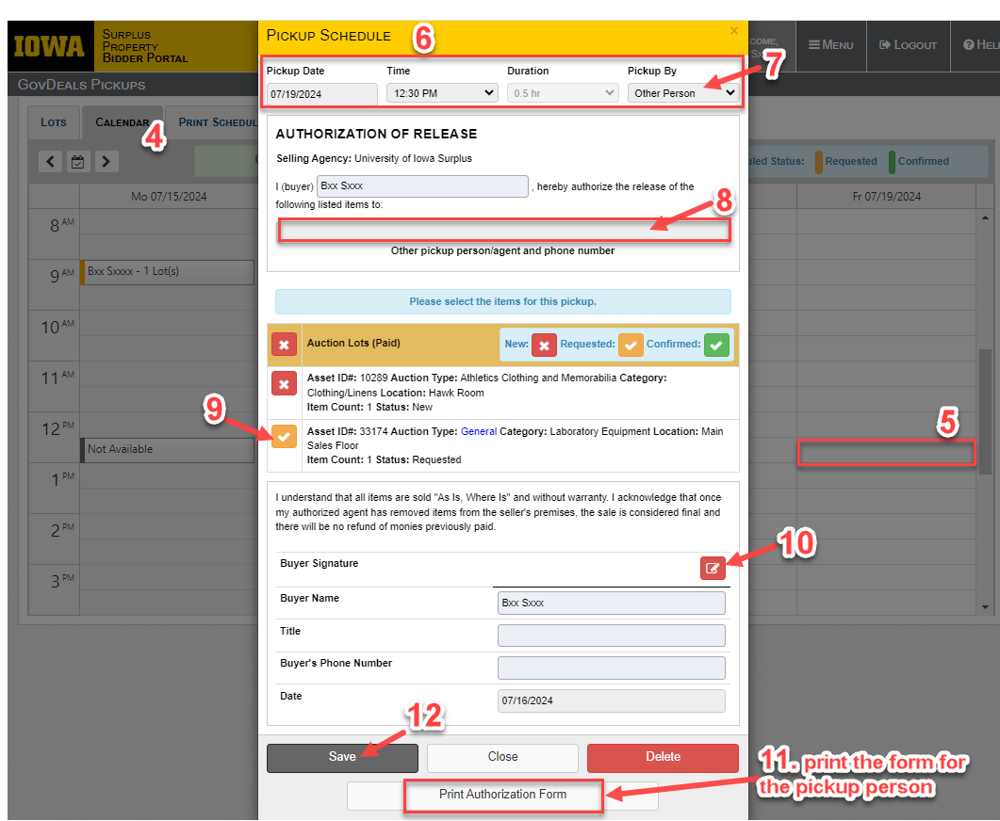 IOWA
SURPLUS
PROPERTY
BIDDER PORTAL
PICKUP SCHEDULE
6
×
COME,
MENU
LOGOUT
HEL
GOVDEALS PICKUPS
Pickup Date Time Duration Pickup By
07/19/2024 12:30 PM 0.5 hr Other Person
7
LOTS CALENDAR PRINT SCHEDUL
4
AUTHORIZATION OF RELEASE
Selling Agency: University of Iowa Surplus
uled Status: Requested Confirmed
I (buyer) Bxx Sxxx , hereby authorize the release of the
following listed items to:
8
Other pickup person/agent and phone number
Mo 07/15/2024
Fr 07/19/2024
8 AM
9 AM
Bxx Sxxxx - 1 Lot(s)
10 AM
11 AM
12 PM
Not Available
1 PM
2 PM
3 PM
5
Please select the items for this pickup.
Auction Lots (Paid) New: Requested: Confirmed:
Asset ID#: 10289 Auction Type: Athletics Clothing and Memorabilia Category:
Clothing/Linens Location: Hawk Room
Item Count: 1 Status: New
9
Asset ID#: 33174 Auction Type: General Category: Laboratory Equipment Location: Main
Sales Floor
Item Count: 1 Status: Requested
I understand that all items are sold "As Is, Where Is" and without warranty. I acknowledge that once
my authorized agent has removed items from the seller's premises, the sale is considered final and
there will be no refund of monies previously paid.
Buyer Signature
10
Buyer Name Bxx Sxxx
Title
Buyer's Phone Number
Date 07/16/2024
12
Save Close Delete
Print Authorization Form
11. print the form for
the pickup person